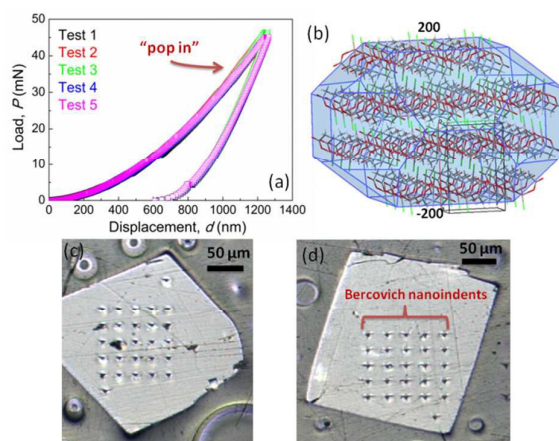 Test 1
Test 2
Test 3
Test 4
Test 5
"pop in"
(a)
Load, P (mN)
50
40
30
20
10
0
0 200 400 600 800 1000 1200 1400
Displacement, d (nm)
(b)
200
-200
(c)
50 µm
(d)
50 µm
Bercovich nanoindents